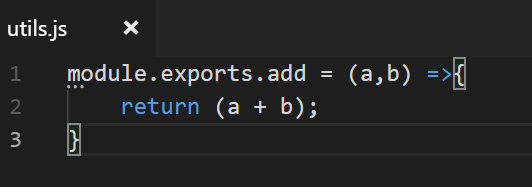 utils.js ×
1 module.exports.add = (a,b) =>{
2     return (a + b);
3 }